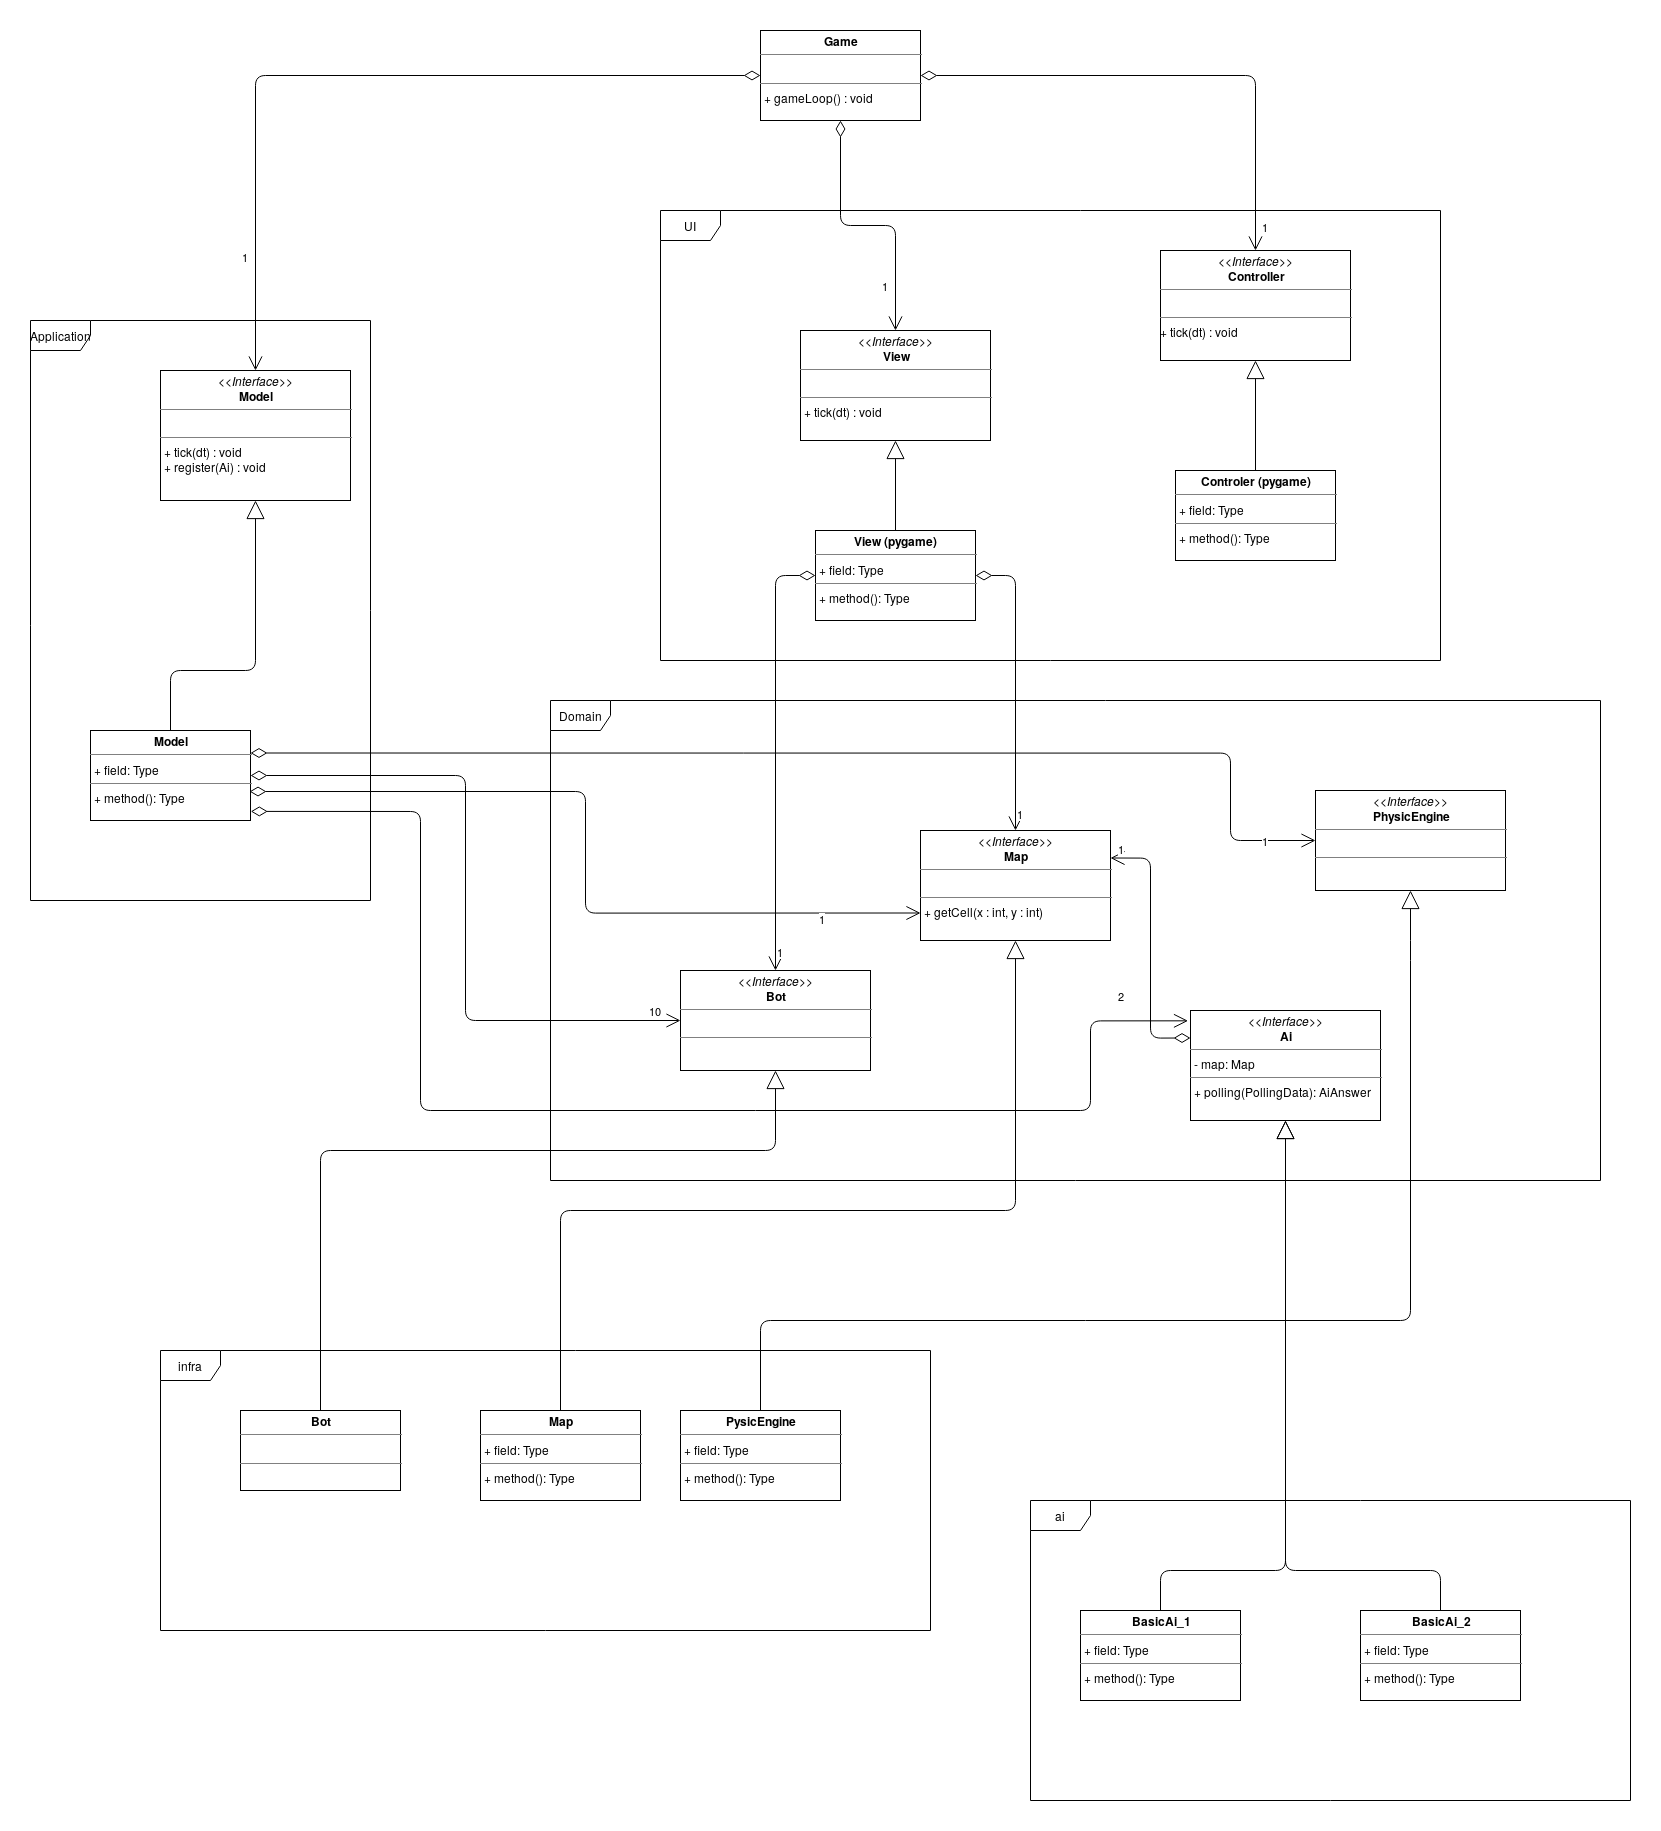 Game
+ gameLoop() : void
1
1
UI
<<Interface>>
Controller
+ tick(dt) : void
1
<<Interface>>
View
+ tick(dt) : void
Application
<<Interface>>
Model
+ tick(dt) : void
+ register(Ai) : void
Controler (pygame)
+ field: Type
+ method(): Type
View (pygame)
+ field: Type
+ method(): Type
Domain
Model
+ field: Type
+ method(): Type
<<Interface>>
PhysicEngine
1
1
<<Interface>>
Map
+ getCell(x : int, y : int)
1
1
1
<<Interface>>
Bot
10
2
<<Interface>>
Ai
- map: Map
+ polling(PollingData): AiAnswer
infra
Bot
Map
+ field: Type
+ method(): Type
PysicEngine
+ field: Type
+ method(): Type
ai
BasicAi_1
+ field: Type
+ method(): Type
BasicAi_2
+ field: Type
+ method(): Type